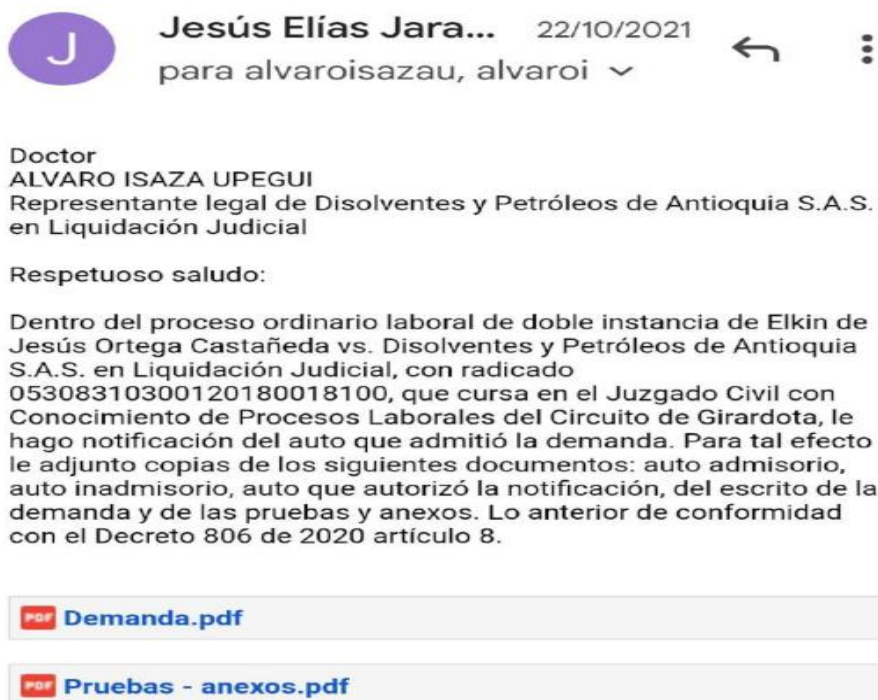 J
Jesús Elías Jara... 22/10/2021
para alvaroisazau, alvaroi
Doctor
ALVARO ISAZA UPEGUI
Representante legal de Disolventes y Petróleos de Antioquia S.A.S.
en Liquidación Judicial
Respetuoso saludo:
Dentro del proceso ordinario laboral de doble instancia de Elkin de
Jesús Ortega Castañeda vs. Disolventes y Petróleos de Antioquia
S.A.S. en Liquidación Judicial, con radicado
05308310300120180018100, que cursa en el Juzgado Civil con
Conocimiento de Procesos Laborales del Circuito de Girardota, le
hago notificación del auto que admitió la demanda. Para tal efecto
le adjunto copias de los siguientes documentos: auto admisorio,
auto inadmisorio, auto que autorizó la notificación, del escrito de la
demanda y de las pruebas y anexos. Lo anterior de conformidad
con el Decreto 806 de 2020 artículo 8.
PDF Demanda.pdf
PDF Pruebas - anexos.pdf